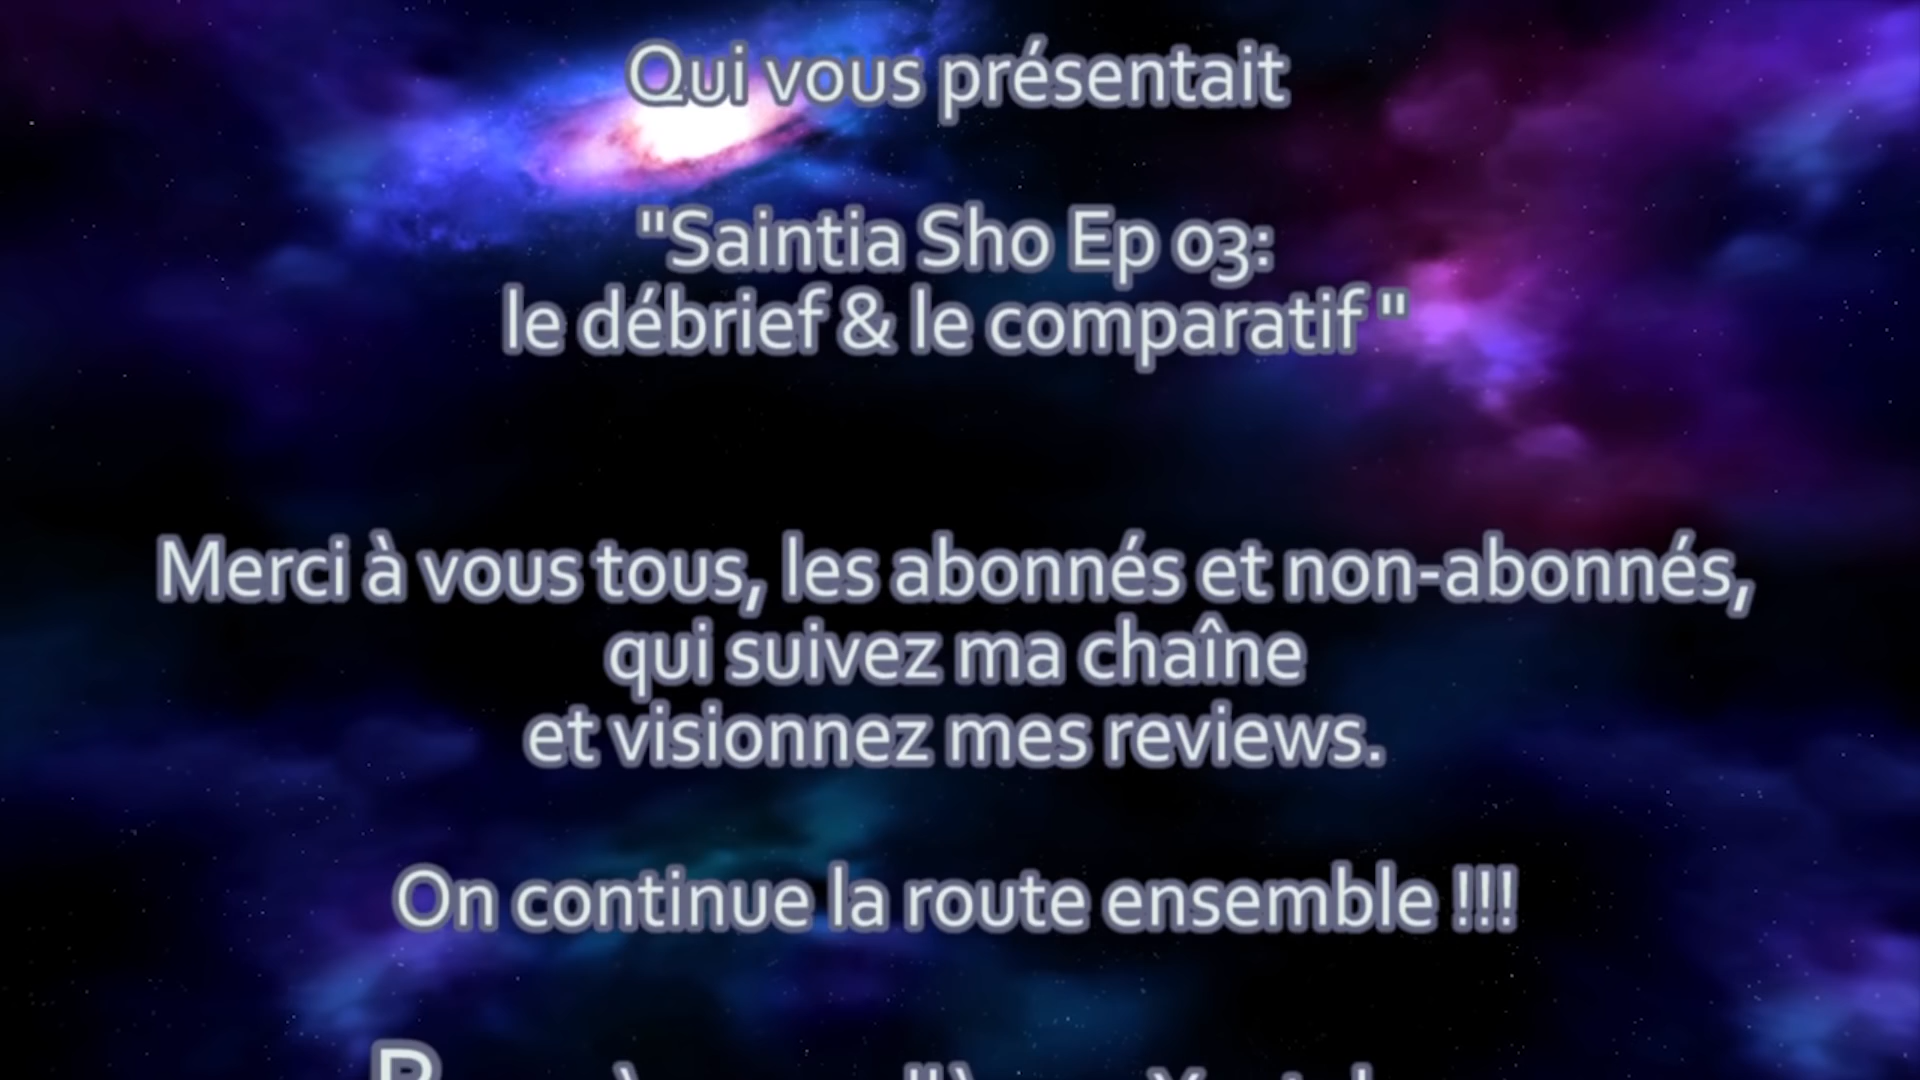 Qui vous présentait
"Saintia Sho Ep 03:
le débrief & le comparatif "
Merci à vous tous, les abonnés et non-abonnés,
qui suivez ma chaîne
et visionnez mes reviews.
On continue la route ensemble !!!